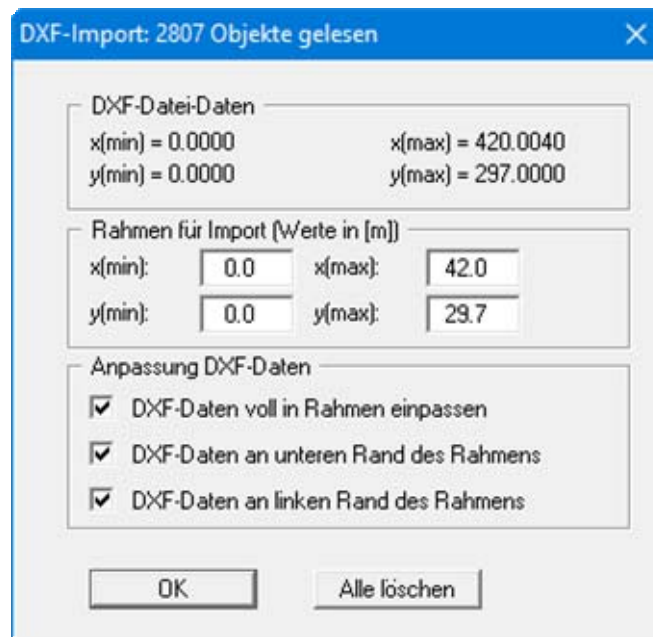 DXF-Import: 2807 Objekte gelesen
DXF-Datei-Daten
x(min) = 0.0000 x(max) = 420.0040
y(min) = 0.0000 y(max) = 297.0000
Rahmen für Import (Werte in [m])
x(min): 0.0 x(max): 42.0
y(min): 0.0 y(max): 29.7
Anpassung DXF-Daten
DXF-Daten voll in Rahmen einpassen
DXF-Daten an unteren Rand des Rahmens
DXF-Daten an linken Rand des Rahmens
OK Alle löschen